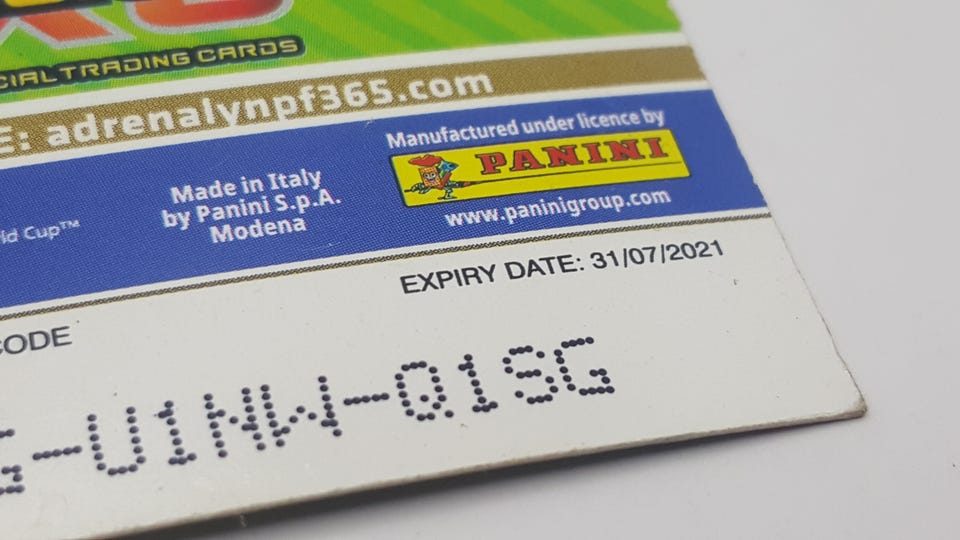 CIAL TRADING CARDS
E: adrenalynpf365.com
Manufactured under licence by
PANINI
www.paninigroup.com
Made in Italy
by Panini S.p.A.
Modena
ld Cup™
EXPIRY DATE: 31/07/2021
CODE
G-U1NW-Q1SG